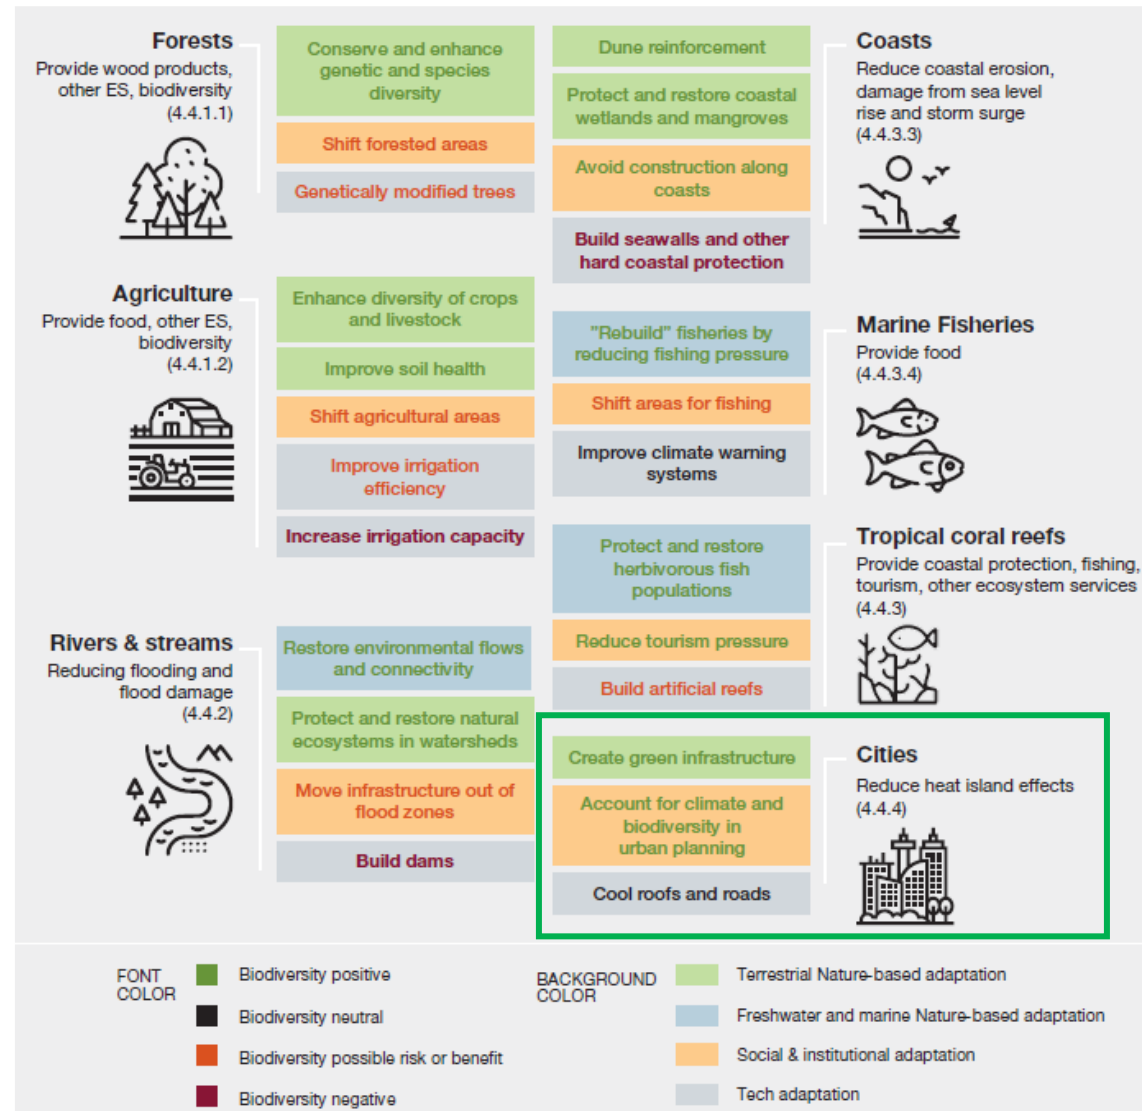 Forests
Provide wood products,
other ES, biodiversity
(4.4.1.1)
Conserve and enhance
genetic and species
diversity
Shift forested areas
Genetically modified trees
Agriculture
Provide food, other ES,
biodiversity
(4.4.1.2)
Enhance diversity of crops
and livestock
Improve soil health
Shift agricultural areas
Improve irrigation
efficiency
Increase irrigation capacity
Rivers & streams
Reducing flooding and
flood damage
(4.4.2)
Restore environmental flows
and connectivity
Protect and restore natural
ecosystems in watersheds
Move infrastructure out of
flood zones
Build dams
Dune reinforcement
Protect and restore coastal
wetlands and mangroves
Avoid construction along
coasts
Build seawalls and other
hard coastal protection
Coasts
Reduce coastal erosion,
damage from sea level
rise and storm surge
(4.4.3.3)
"Rebuild" fisheries by
reducing fishing pressure
Shift areas for fishing
Improve climate warning
systems
Marine Fisheries
Provide food
(4.4.3.4)
Protect and restore
herbivorous fish
populations
Reduce tourism pressure
Build artificial reefs
Tropical coral reefs
Provide coastal protection, fishing,
tourism, other ecosystem services
(4.4.3)
Create green infrastructure
Account for climate and
biodiversity in
urban planning
Cool roofs and roads
Cities
Reduce heat island effects
(4.4.4)
FONT
COLOR
Biodiversity positive
Biodiversity neutral
Biodiversity possible risk or benefit
Biodiversity negative
BACKGROUND
COLOR
Terrestrial Nature-based adaptation
Freshwater and marine Nature-based adaptation
Social & institutional adaptation
Tech adaptation